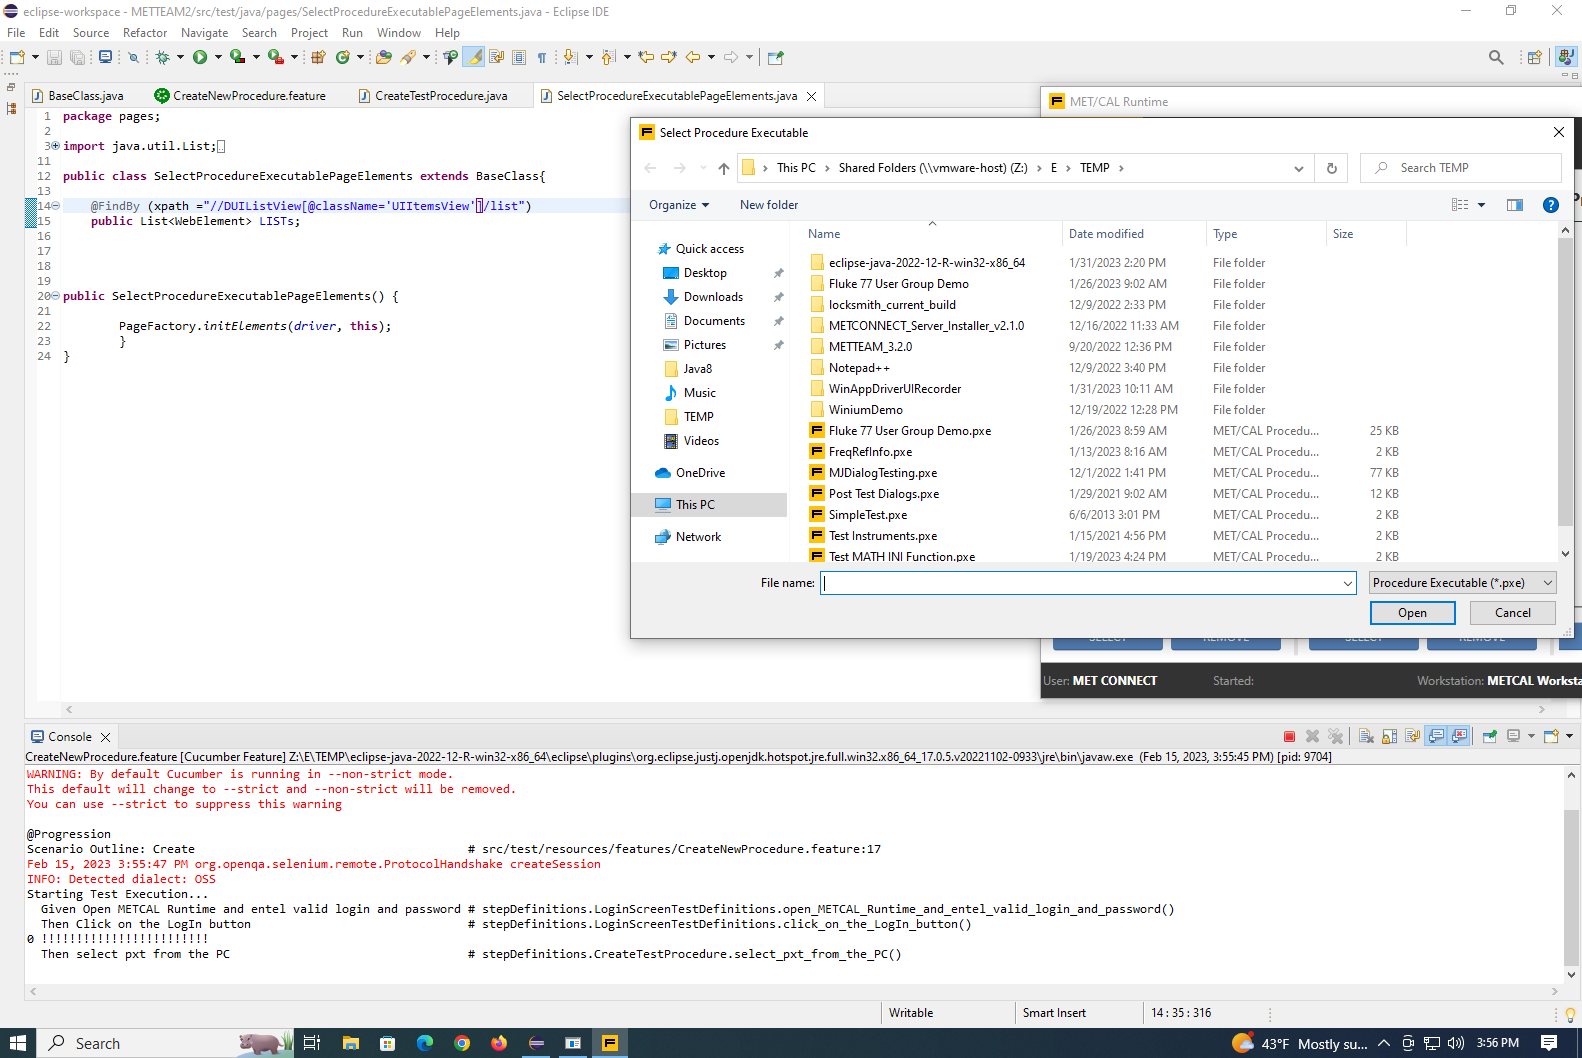 eclipse-workspace - METTEAM2/src/test/java/pages/SelectProcedureExecutablePageElements.java - Eclipse IDE
File Edit Source Refactor Navigate Search Project Run Window Help
BaseClass.java CreateNewProcedure.feature CreateTestProcedure.java SelectProcedureExecutablePageElements.java
1 package pages;
2
3 import java.util.List;
11
12 public class SelectProcedureExecutablePageElements extends BaseClass{
13
14 @FindBy (xpath ="//DUIListView[@className='UIItemsView']/list")
15 public List<WebElement> LISTs;
16
17
18
19
20 public SelectProcedureExecutablePageElements() {
21
22 PageFactory.initElements(driver, this);
23 }
24 }
MET/CAL Runtime
Select Procedure Executable
This PC Shared Folders (\\vmware-host) (Z:) E TEMP
Search TEMP
Organize New folder
Quick access
Desktop
Downloads
Documents
Pictures
Java8
Music
TEMP
Videos
OneDrive
This PC
Network
Name Date modified Type Size
eclipse-java-2022-12-R-win32-x86_64 1/31/2023 2:20 PM File folder
Fluke 77 User Group Demo 1/26/2023 9:02 AM File folder
locksmith_current_build 12/9/2022 2:33 PM File folder
METCONNECT_Server_Installer_v2.1.0 12/16/2022 11:33 AM File folder
METTEAM_3.2.0 9/20/2022 12:36 PM File folder
Notepad++ 12/9/2022 3:40 PM File folder
WinAppDriverUIRecorder 1/31/2023 10:11 AM File folder
WiniumDemo 12/19/2022 12:28 PM File folder
Fluke 77 User Group Demo.pxe 1/26/2023 8:59 AM MET/CAL Procedu... 25 KB
FreqRefInfo.pxe 1/13/2023 8:16 AM MET/CAL Procedu... 2 KB
MJDialogTesting.pxe 12/1/2022 1:41 PM MET/CAL Procedu... 77 KB
Post Test Dialogs.pxe 1/29/2021 9:02 AM MET/CAL Procedu... 12 KB
SimpleTest.pxe 6/6/2013 3:01 PM MET/CAL Procedu... 2 KB
Test Instruments.pxe 1/15/2021 4:56 PM MET/CAL Procedu... 2 KB
Test MATH INI Function.pxe 1/19/2023 4:24 PM MET/CAL Procedu... 2 KB
File name: Procedure Executable (*.pxe)
Open Cancel
SELECT REMOVE SELECT REMOVE
User: MET CONNECT Started: Workstation: METCAL Worksta
Console
CreateNewProcedure.feature [Cucumber Feature] Z:\E\TEMP\eclipse-java-2022-12-R-win32-x86_64\eclipse\plugins\org.eclipse.justj.openjdk.hotspot.jre.full.win32.x86_64_17.0.5.v20221102-0933\jre\bin\javaw.exe (Feb 15, 2023, 3:55:45 PM) [pid: 9704]
WARNING: By default Cucumber is running in --non-strict mode.
This default will change to --strict and --non-strict will be removed.
You can use --strict to suppress this warning
@Progression
Scenario Outline: Create # src/test/resources/features/CreateNewProcedure.feature:17
Feb 15, 2023 3:55:47 PM org.openqa.selenium.remote.ProtocolHandshake createSession
INFO: Detected dialect: OSS
Starting Test Execution...
Given Open METCAL Runtime and entel valid login and password # stepDefinitions.LoginScreenTestDefinitions.open_METCAL_Runtime_and_entel_valid_login_and_password()
Then Click on the LogIn button # stepDefinitions.LoginScreenTestDefinitions.click_on_the_LogIn_button()
0 !!!!!!!!!!!!!!!!!!!!!!!!
Then select pxt from the PC # stepDefinitions.CreateTestProcedure.select_pxt_from_the_PC()
Writable Smart Insert 14 : 35 : 316
Search 43°F Mostly su... 3:56 PM